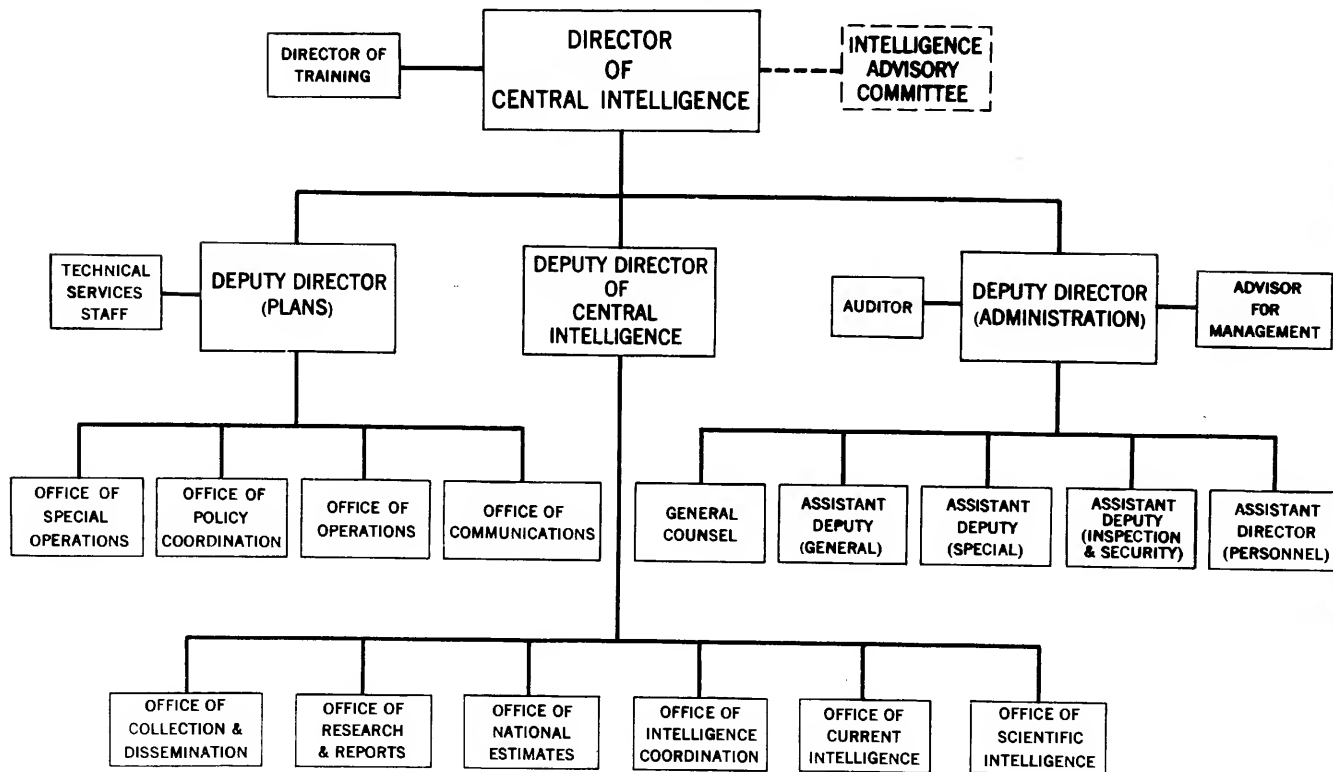 DIRECTOR OF
TRAINING
DIRECTOR
OF
CENTRAL INTELLIGENCE
INTELLIGENCE
ADVISORY
COMMITTEE
TECHNICAL
SERVICES
STAFF
DEPUTY DIRECTOR
(PLANS)
DEPUTY DIRECTOR
OF
CENTRAL
INTELLIGENCE
AUDITOR
DEPUTY DIRECTOR
(ADMINISTRATION)
ADVISOR
FOR
MANAGEMENT
OFFICE OF
SPECIAL
OPERATIONS
OFFICE OF
POLICY
COORDINATION
OFFICE OF
OPERATIONS
OFFICE OF
COMMUNICATIONS
GENERAL
COUNSEL
ASSISTANT
DEPUTY
(GENERAL)
ASSISTANT
DEPUTY
(SPECIAL)
ASSISTANT
DEPUTY
(INSPECTION
& SECURITY)
ASSISTANT
DIRECTOR
(PERSONNEL)
OFFICE OF
COLLECTION &
DISSEMINATION
OFFICE OF
RESEARCH
& REPORTS
OFFICE OF
NATIONAL
ESTIMATES
OFFICE OF
INTELLIGENCE
COORDINATION
OFFICE OF
CURRENT
INTELLIGENCE
OFFICE OF
SCIENTIFIC
INTELLIGENCE